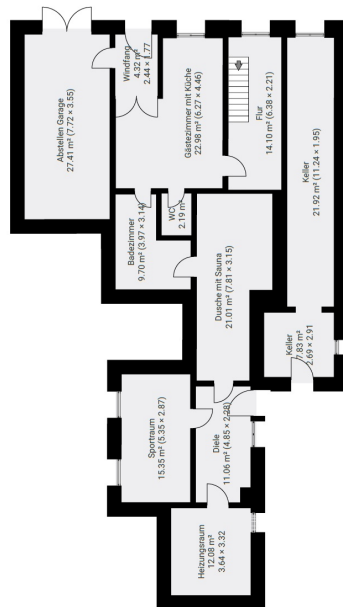 Abstellen Garage
27.41 m² (7.72 × 3.55)
Windfang
4.32 m²
2.44 × 1.77
Gästezimmer mit Küche
22.98 m² (6.27 × 4.46)
Flur
14.10 m² (6.38 × 2.21)
Keller
21.92 m² (11.24 × 1.95)
Badezimmer
9.70 m² (3.97 × 3.14)
WC
2.19 m²
Dusche mit Sauna
21.01 m² (7.81 × 3.15)
Keller
7.83 m²
2.69 × 2.91
Sportraum
15.35 m² (5.35 × 2.87)
Diele
11.06 m² (4.85 × 2.28)
Heizungsraum
12.08 m²
3.64 × 3.32